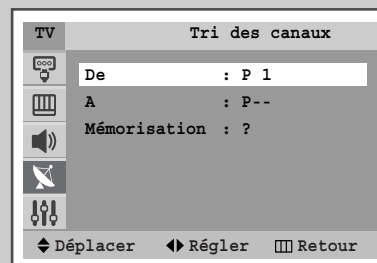 TV Tri des canaux
De : P 1
A : P--
Mémorisation : ?
Déplacer Régler Retour